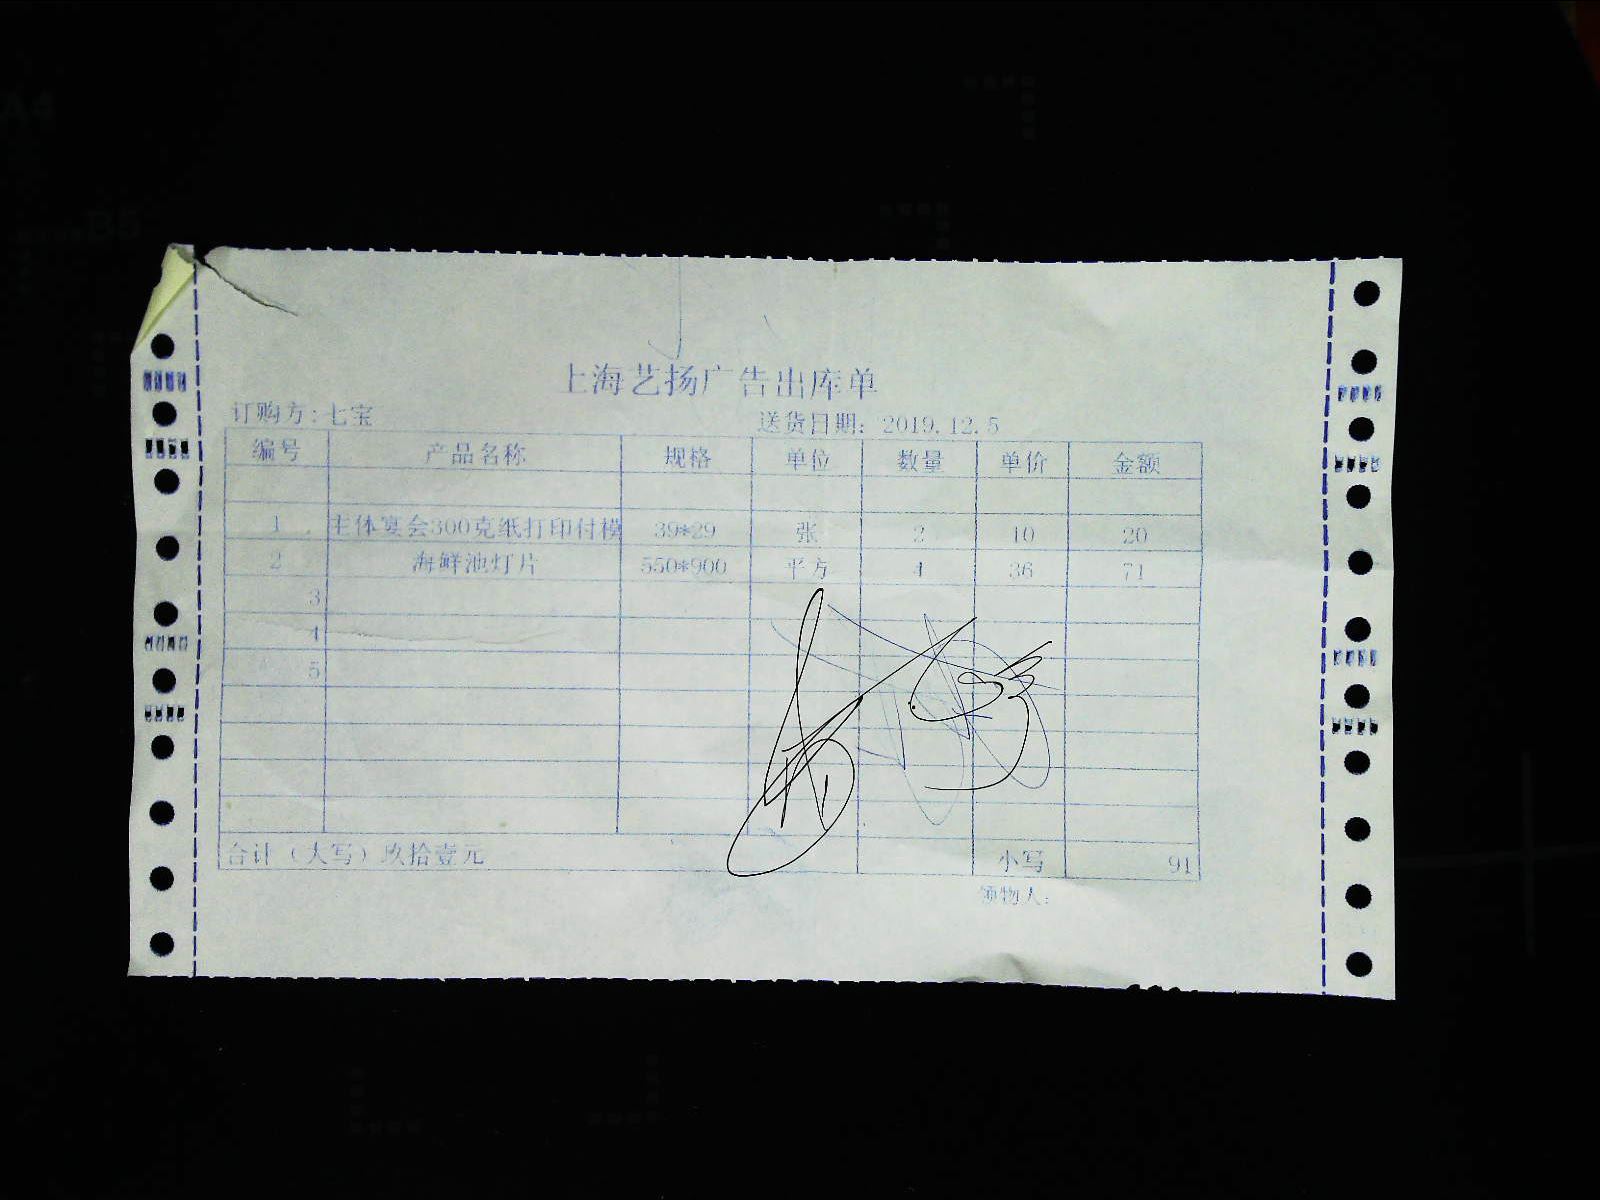 上海艺扬广告出库单
订购方：七宝 送货日期：2019.12.5
编号 产品名称 规格 单位 数量 单价 金额
1 主体宴会300克纸打印付模 39*29 张 2 10 20
2 海鲜池灯片 550*900 平方 4 36 71
3
4
5
合计（大写）玖拾壹元 小写 91
领物人：